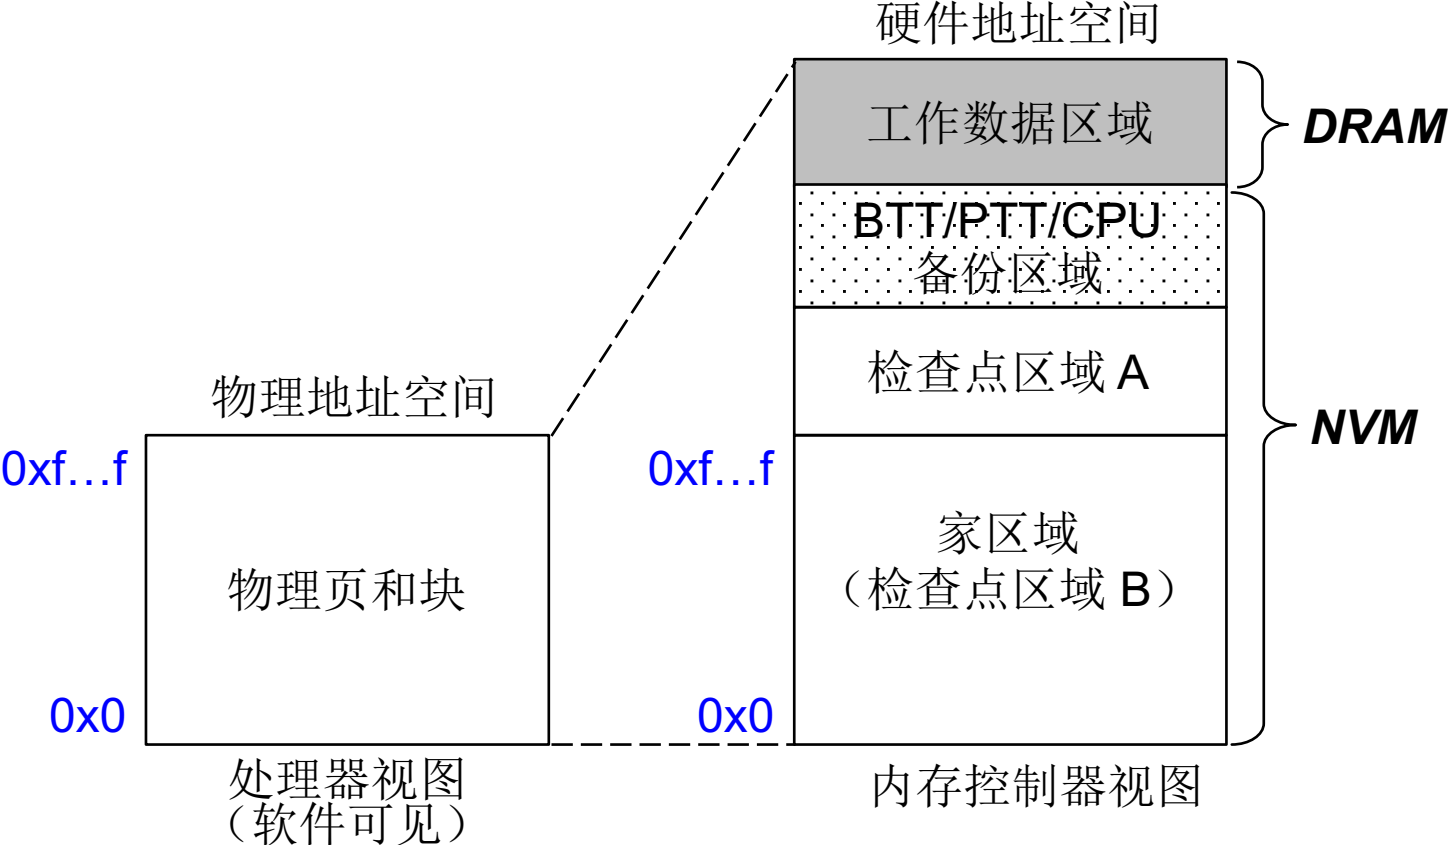 硬件地址空间
工作数据区域
DRAM
BTT/PTT/CPU
备份区域
检查点区域 A
NVM
物理地址空间
0xf…f
0xf…f
物理页和块
家区域
（检查点区域 B）
0x0
0x0
处理器视图
（软件可见）
内存控制器视图